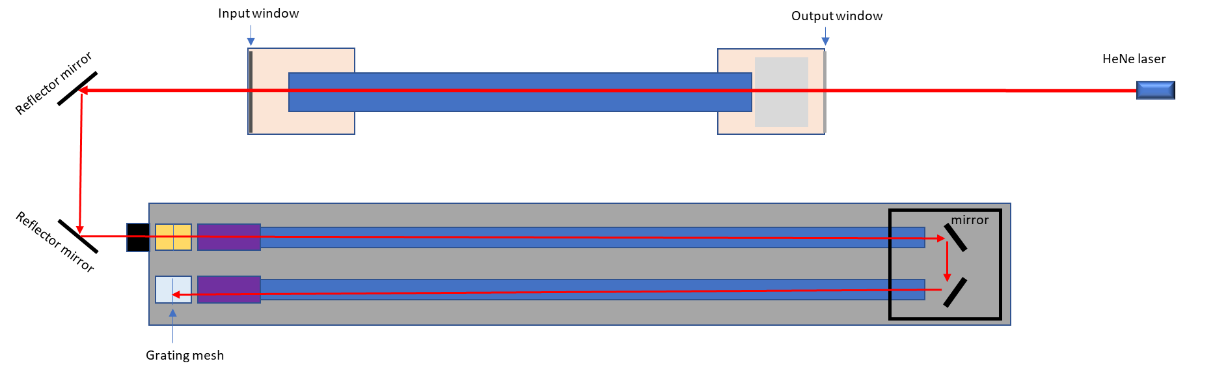 Input window
Output window
HeNe laser
Reflector mirror
Reflector mirror
mirror
Grating mesh